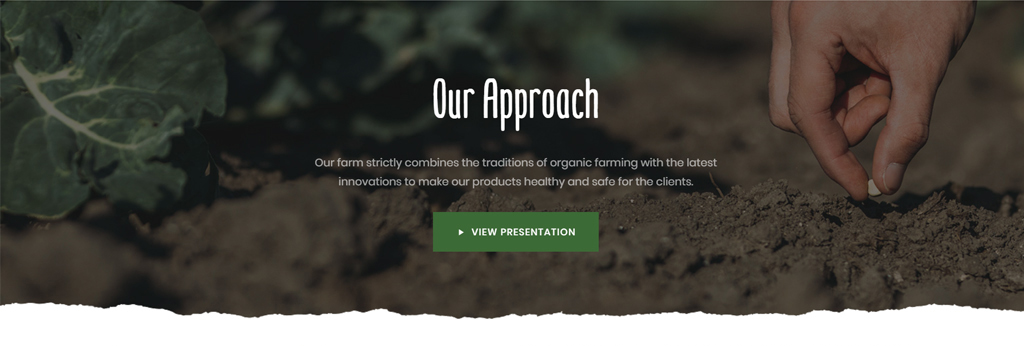 Our Approach
Our farm strictly combines the traditions of organic farming with the latest
innovations to make our products healthy and safe for the clients.
VIEW PRESENTATION